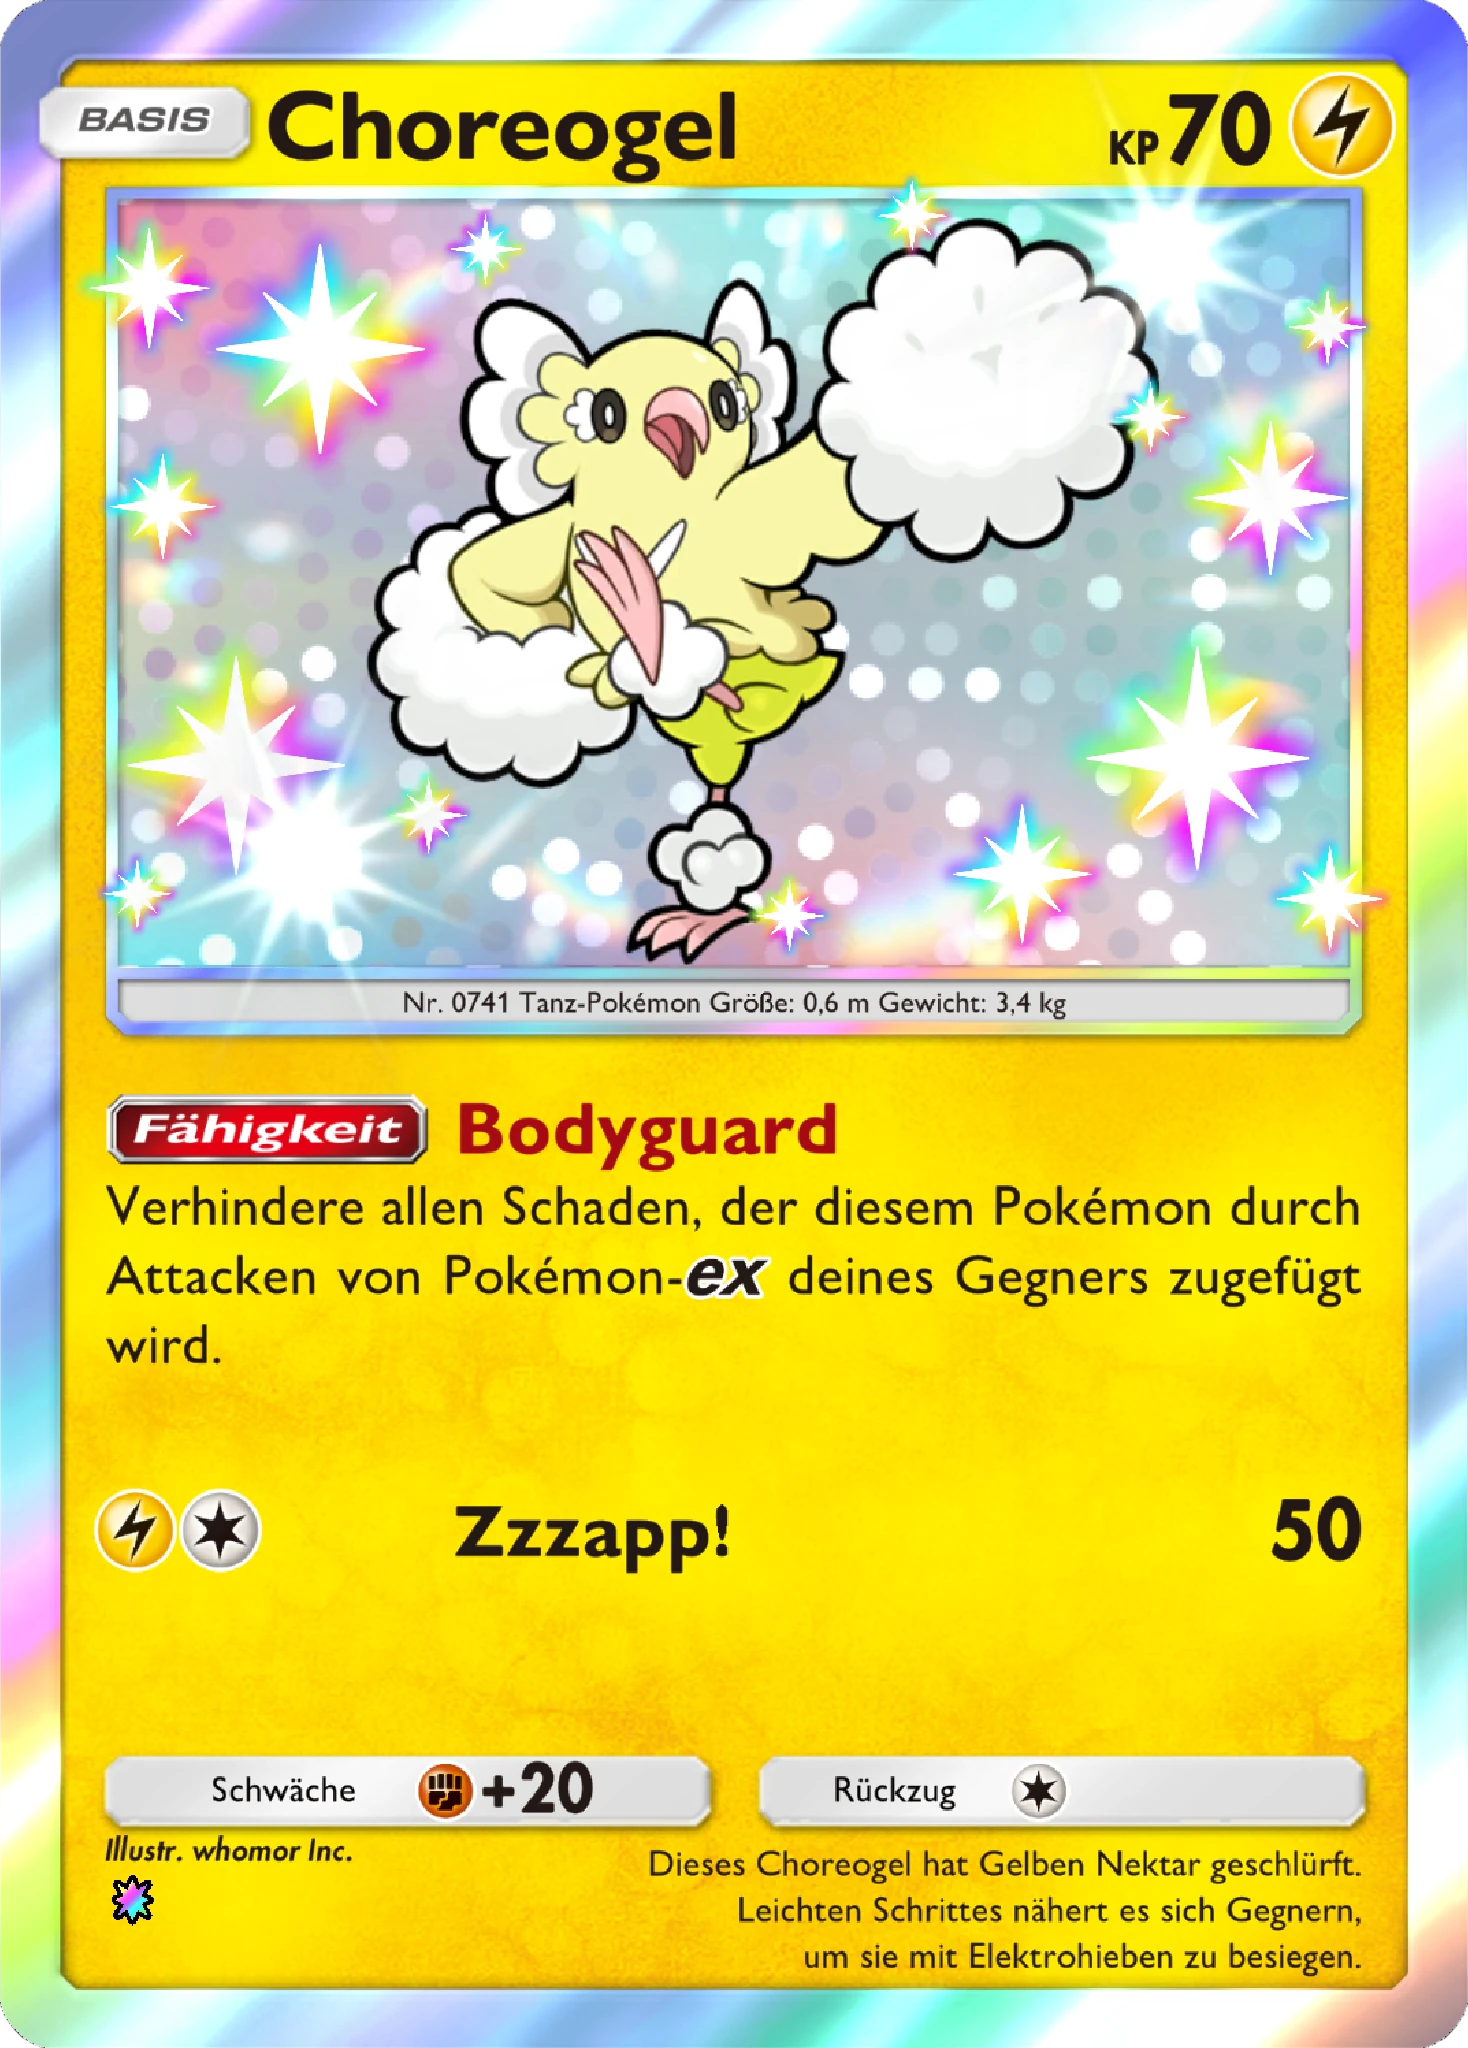 BASIS Choreogel KP 70
Nr. 0741 Tanz-Pokémon Größe: 0,6 m Gewicht: 3,4 kg
Fähigkeit Bodyguard
Verhindere allen Schaden, der diesem Pokémon durch
Attacken von Pokémon-ex deines Gegners zugefügt
wird.
Zzzapp! 50
Schwäche +20 Rückzug
Illustr. whomor Inc.
Dieses Choreogel hat Gelben Nektar geschlürft.
Leichten Schrittes nähert es sich Gegnern,
um sie mit Elektrohieben zu besiegen.